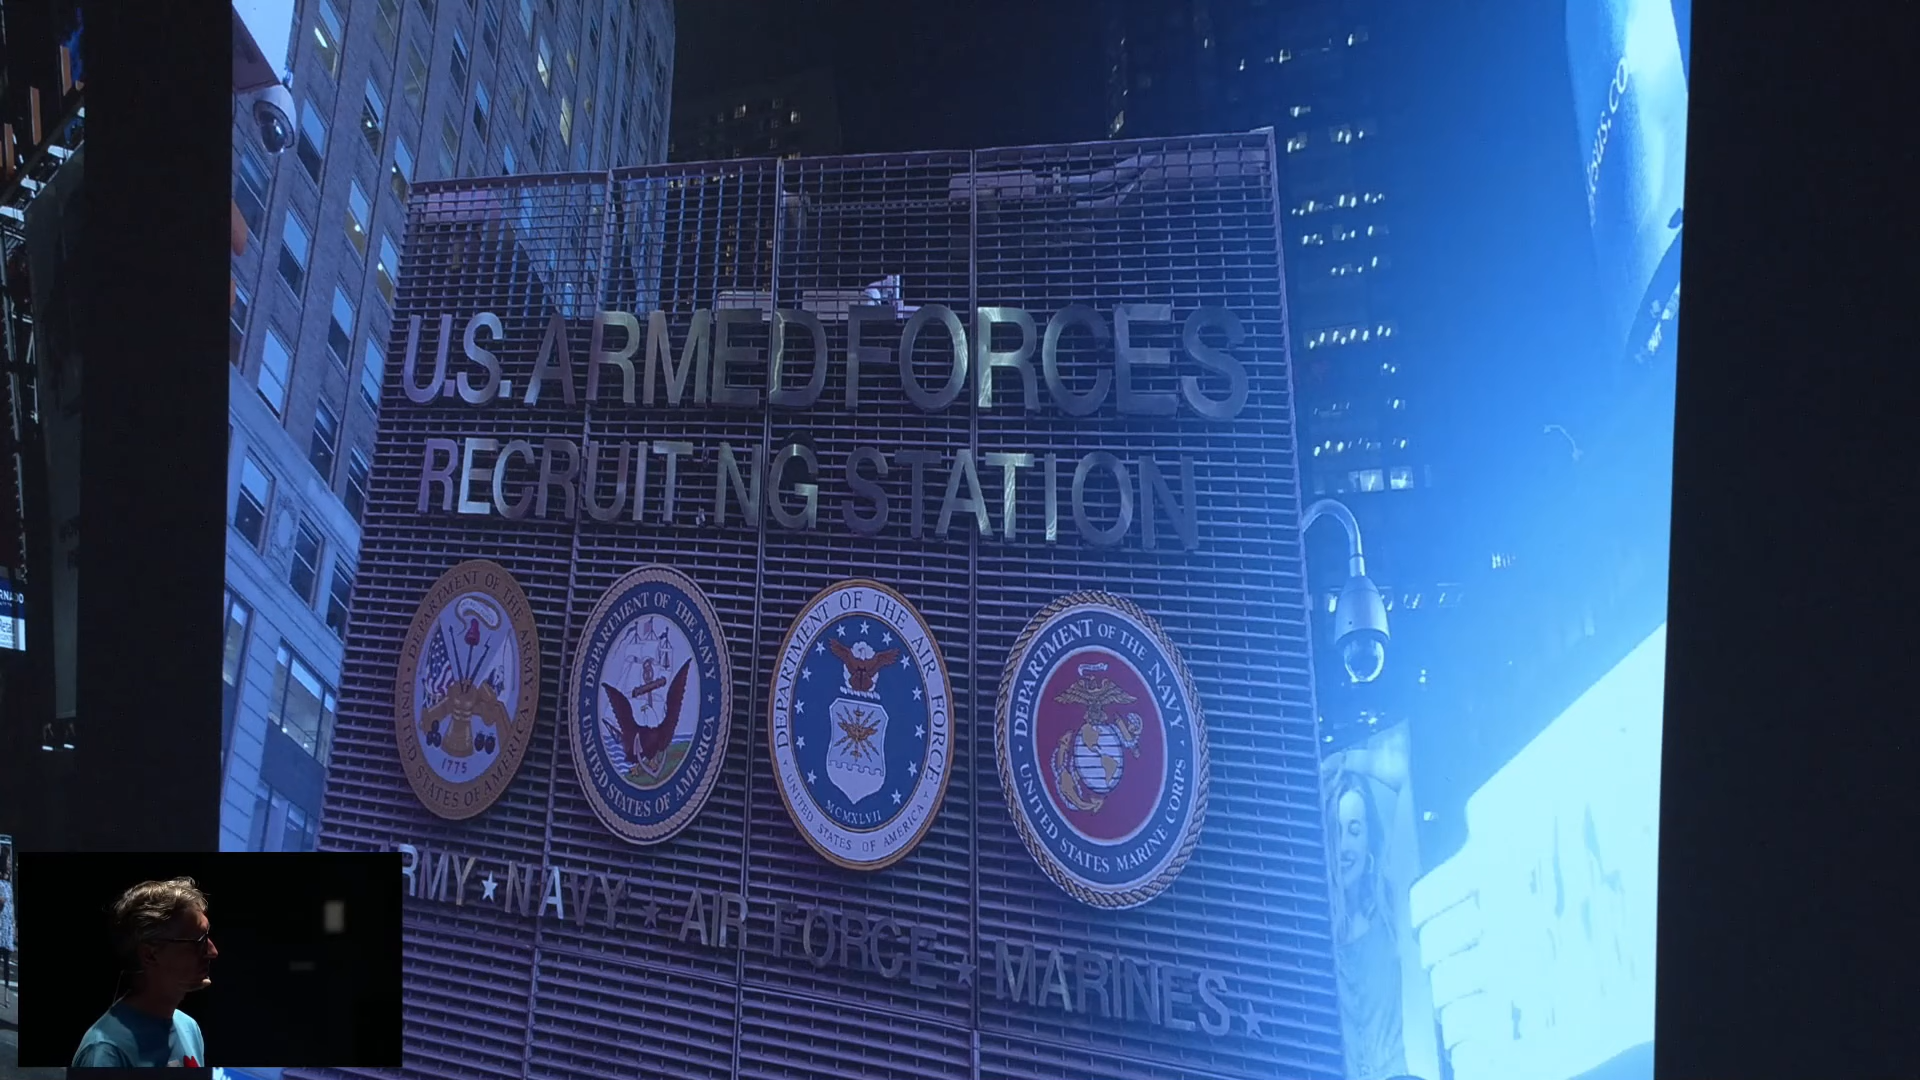 U.S. ARMED FORCES
RECRUIT NG STATION
DEPARTMENT OF THE ARMY
UNITED STATES OF AMERICA
1775
DEPARTMENT OF THE NAVY
UNITED STATES OF AMERICA
DEPARTMENT OF THE AIR FORCE
MCMXLVII
UNITED STATES OF AMERICA
DEPARTMENT OF THE NAVY
UNITED STATES MARINE CORPS
RMY★NAVY★AIR FORCE★MARINES★